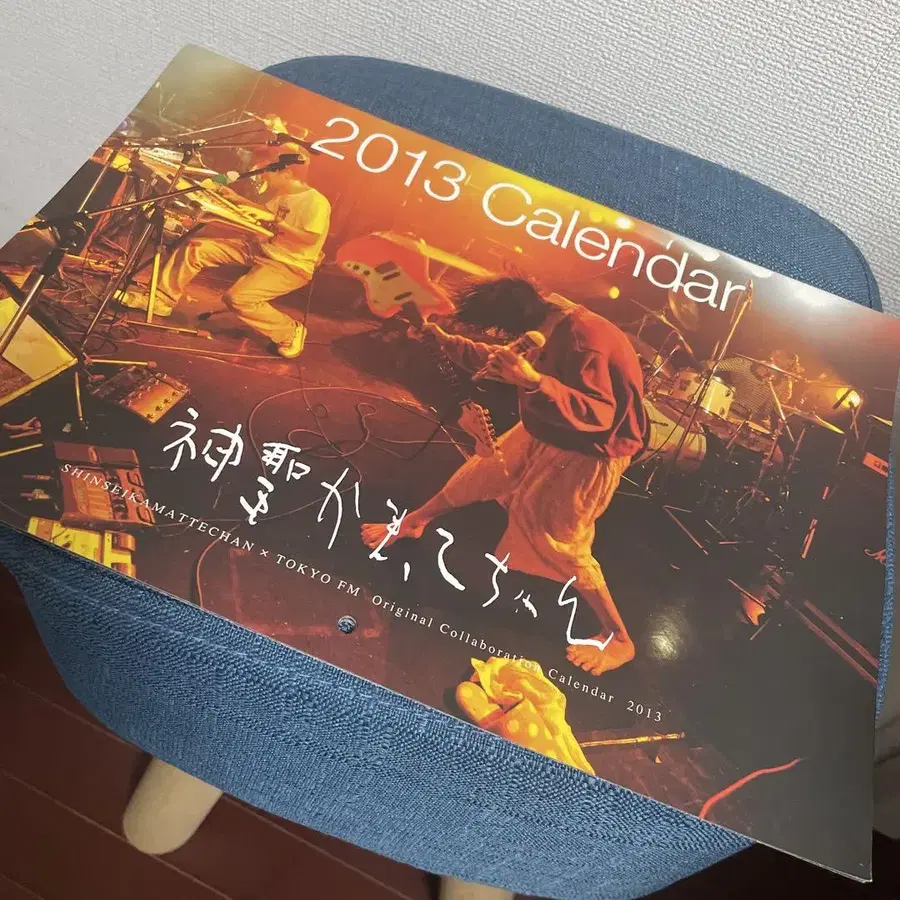 2013 Calendar
神聖かまってちゃん
SHINSEIKAMATTECHAN × TOKYO FM Original Collaboration Calendar 2013